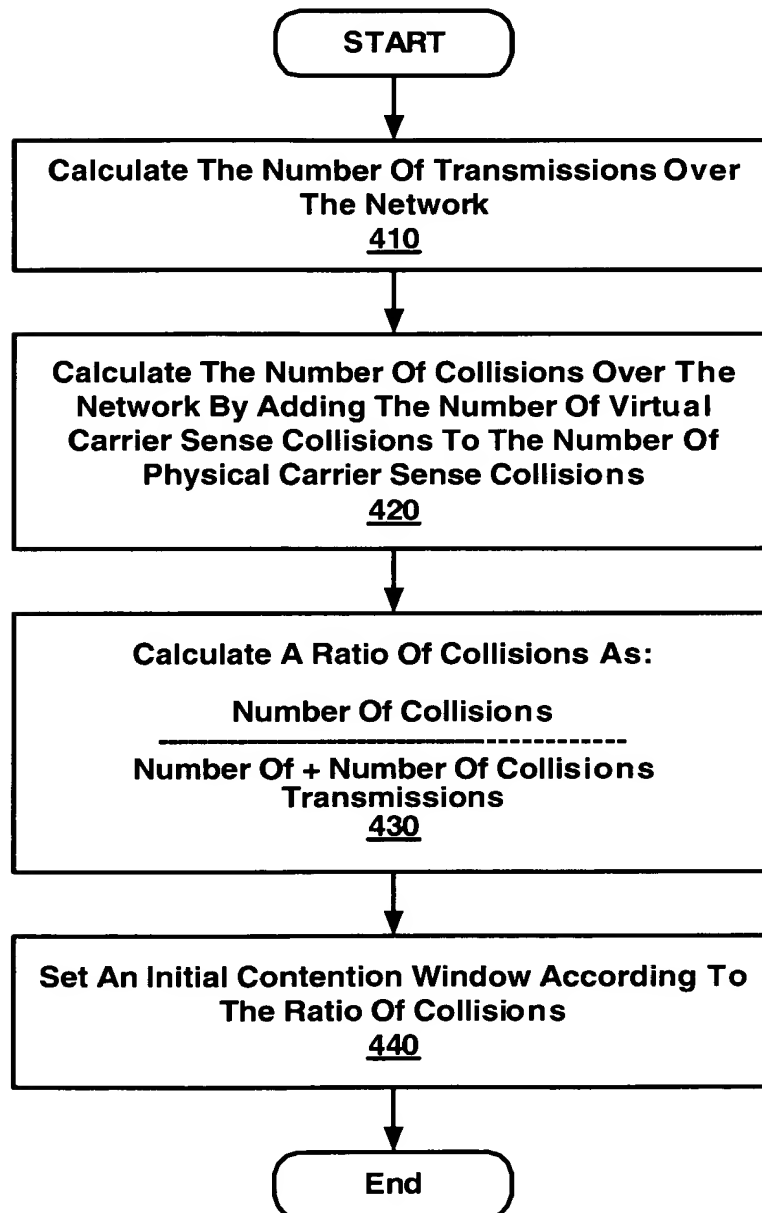 START
Calculate The Number Of Transmissions Over
The Network
410
Calculate The Number Of Collisions Over The
Network By Adding The Number Of Virtual
Carrier Sense Collisions To The Number Of
Physical Carrier Sense Collisions
420
Calculate A Ratio Of Collisions As:
Number Of Collisions
Number Of + Number Of Collisions
Transmissions
430
Set An Initial Contention Window According To
The Ratio Of Collisions
440
End